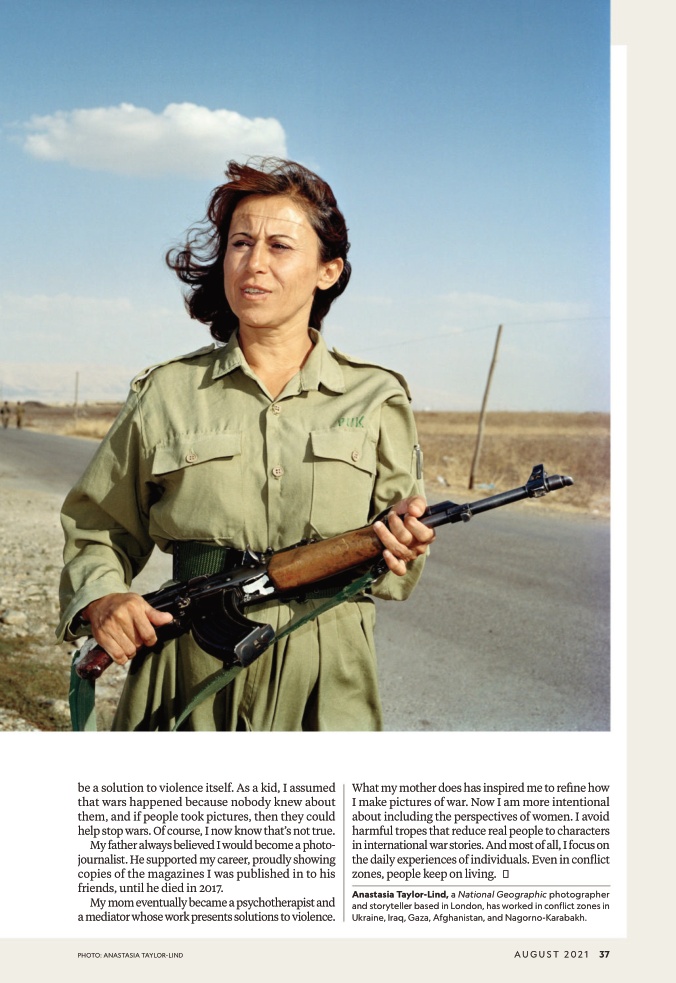 PUK
be a solution to violence itself. As a kid, I assumed
that wars happened because nobody knew about
them, and if people took pictures, then they could
help stop wars. Of course, I now know that's not true.
My father always believed I would become a photo-
journalist. He supported my career, proudly showing
copies of the magazines I was published in to his
friends, until he died in 2017.
My mom eventually became a psychotherapist and
a mediator whose work presents solutions to violence.
What my mother does has inspired me to refine how
I make pictures of war. Now I am more intentional
about including the perspectives of women. I avoid
harmful tropes that reduce real people to characters
in international war stories. And most of all, I focus on
the daily experiences of individuals. Even in conflict
zones, people keep on living.
Anastasia Taylor-Lind, a National Geographic photographer
and storyteller based in London, has worked in conflict zones in
Ukraine, Iraq, Gaza, Afghanistan, and Nagorno-Karabakh.
PHOTO: ANASTASIA TAYLOR-LIND
AUGUST 2021 37